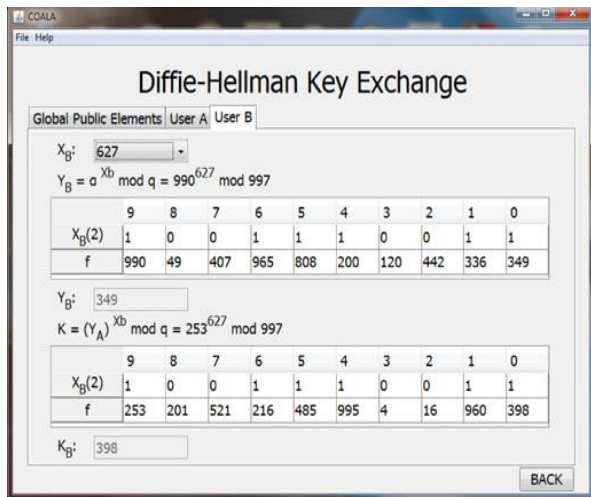 COALA
File Help
Diffie-Hellman Key Exchange
Global Public Elements User A User B
X_B: 627
Y_B = a^Xb mod q = 990^627 mod 997
9 8 7 6 5 4 3 2 1 0
X_B(2) 1 0 0 1 1 1 0 0 1 1
f 990 49 407 965 808 200 120 442 336 349
Y_B: 349
K = (Y_A)^Xb mod q = 253^627 mod 997
9 8 7 6 5 4 3 2 1 0
X_B(2) 1 0 0 1 1 1 0 0 1 1
f 253 201 521 216 485 995 4 16 960 398
K_B: 398
BACK